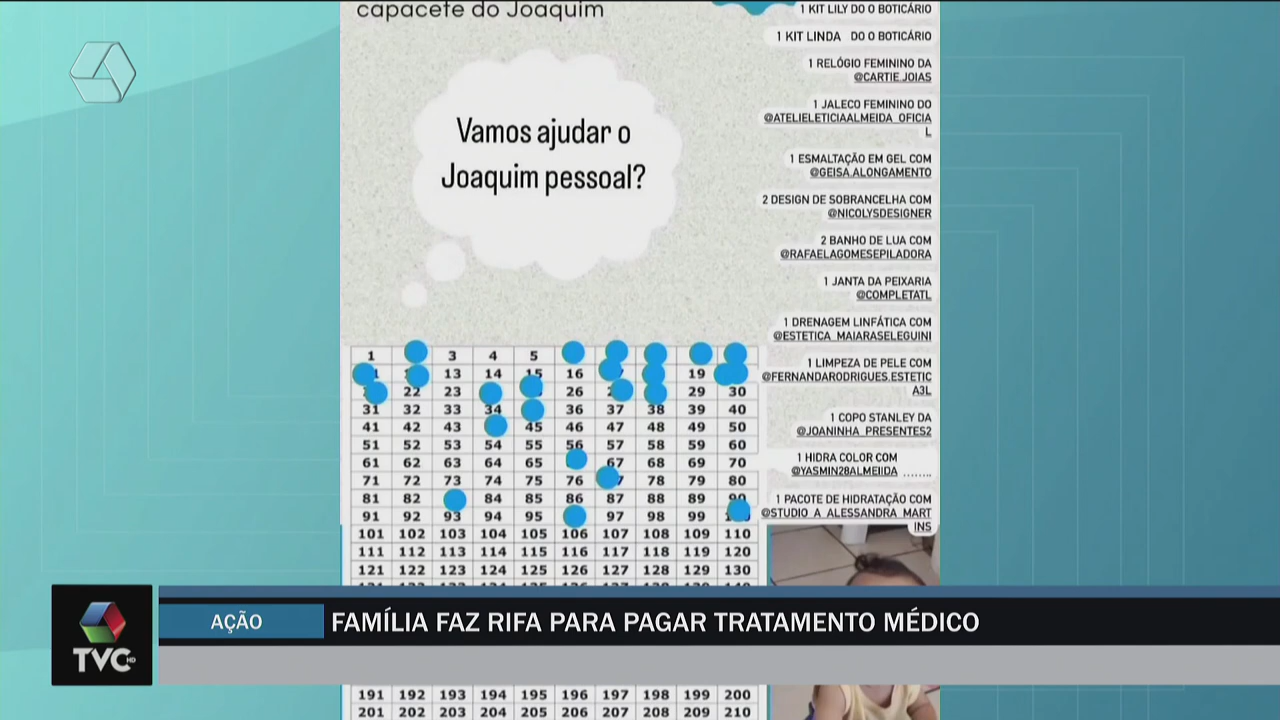 capacete do Joaquim
Vamos ajudar o
Joaquim pessoal?
1 KIT LILY DO O BOTICÁRIO
1 KIT LINDA DO O BOTICÁRIO
1 RELÓGIO FEMININO DA
@CARTIE.JOIAS
1 JALECO FEMININO DO
@ATELIELETICIAALMEIDA_OFICIA
L
1 ESMALTAÇÃO EM GEL COM
@GEISA.ALONGAMENTO
2 DESIGN DE SOBRANCELHA COM
@NICOLYSDESIGNER
2 BANHO DE LUA COM
@RAFAELAGOMESEPILADORA
1 JANTA DA PEIXARIA
@COMPLETATL
1 DRENAGEM LINFÁTICA COM
@ESTETICA_MAIARASELEGUINI
1 LIMPEZA DE PELE COM
@FERNANDARODRIGUES.ESTETIC
A3L
1 COPO STANLEY DA
@JOANINHA_PRESENTES2
1 HIDRA COLOR COM
@YASMIN28ALMEIIDA ........
1 PACOTE DE HIDRATAÇÃO COM
@STUDIO_A_ALESSANDRA_MART
INS
1 3 4 5
13 14 15 16 19
22 23 26 29 30
31 32 33 34 36 37 38 39 40
41 42 43 45 46 47 48 49 50
51 52 53 54 55 56 57 58 59 60
61 62 63 64 65 67 68 69 70
71 72 73 74 75 76 78 79 80
81 82 84 85 86 87 88 89 90
91 92 93 94 95 97 98 99
101 102 103 104 105 106 107 108 109 110
111 112 113 114 115 116 117 118 119 120
121 122 123 124 125 126 127 128 129 130
AÇÃO
FAMÍLIA FAZ RIFA PARA PAGAR TRATAMENTO MÉDICO
TVC HD
191 192 193 194 195 196 197 198 199 200
201 202 203 204 205 206 207 208 209 210